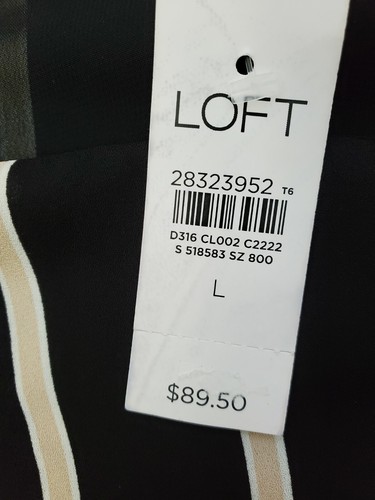 LOFT
28323952 T6
D316 CL002 C2222
S 518583 SZ 800
L
$89.50